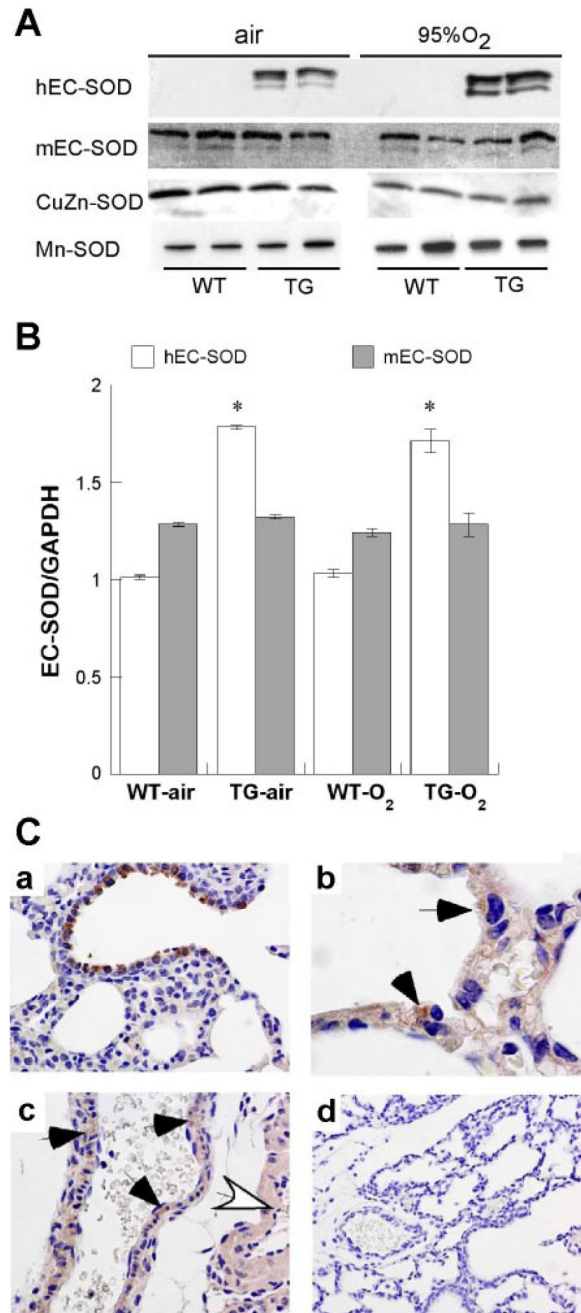 A
air 95%O2
hEC-SOD
mEC-SOD
CuZn-SOD
Mn-SOD
WT TG WT TG
B
hEC-SOD mEC-SOD
2
* *
1.5
1
0.5
0
EC-SOD/GAPDH
WT-air TG-air WT-O2 TG-O2
C
a b
c d